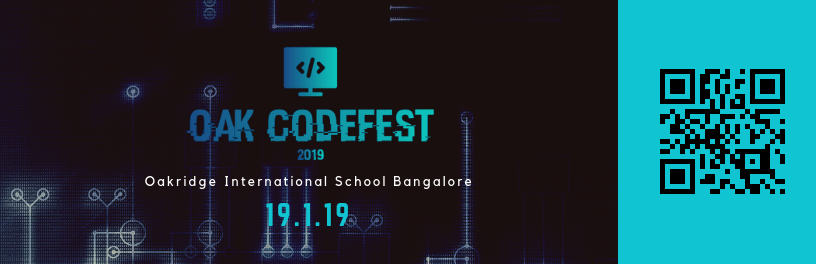 </>
OAK CODEFEST
2019
Oakridge International School Bangalore
19.1.19